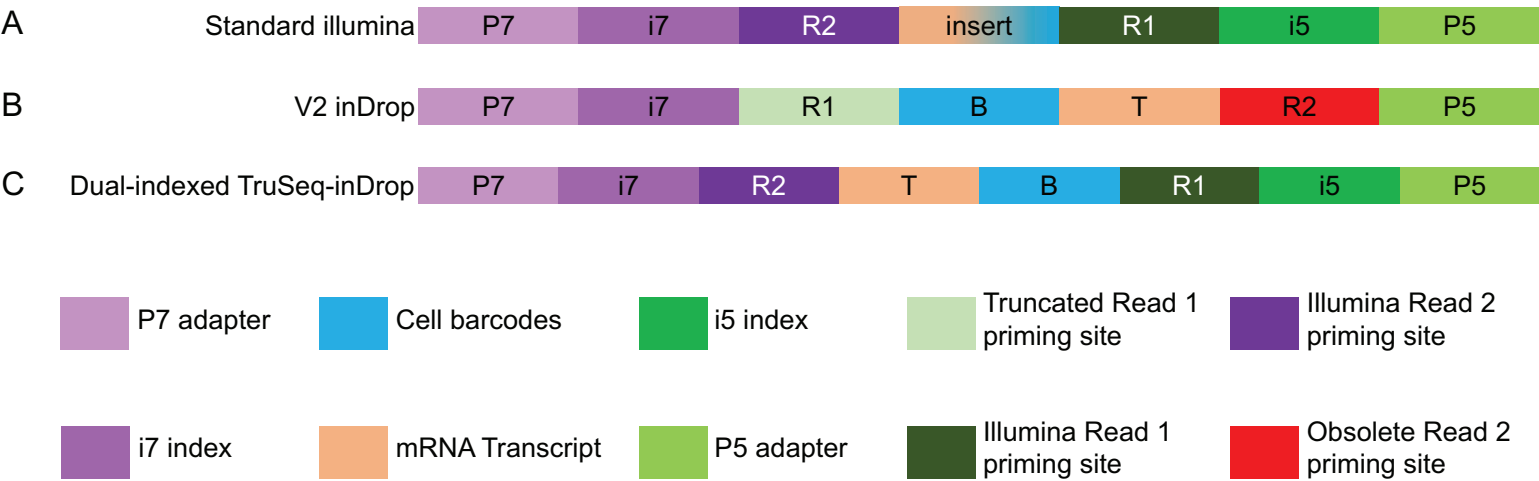 A Standard illumina P7 i7 R2 insert R1 i5 P5
B V2 inDrop P7 i7 R1 B T R2 P5
C Dual-indexed TruSeq-inDrop P7 i7 R2 T B R1 i5 P5
P7 adapter
Cell barcodes
i5 index
Truncated Read 1
priming site
Illumina Read 2
priming site
i7 index
mRNA Transcript
P5 adapter
Illumina Read 1
priming site
Obsolete Read 2
priming site